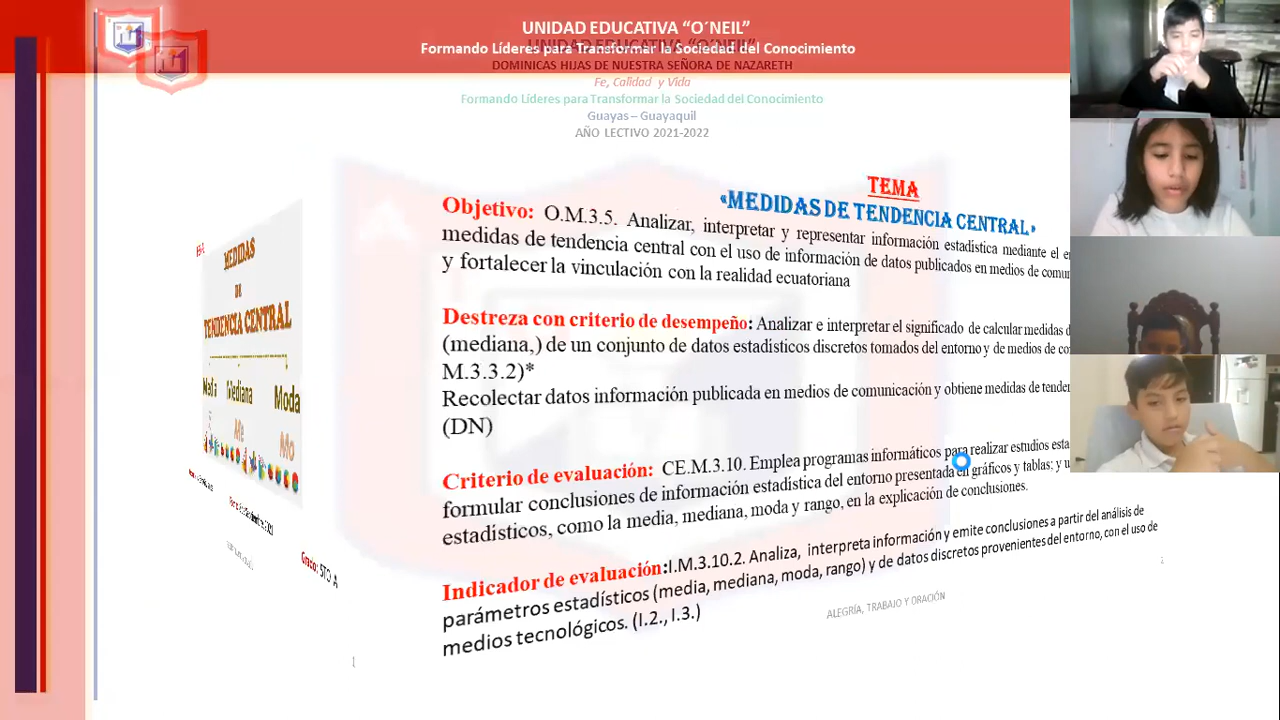 UNIDAD EDUCATIVA “O´NEIL”
Formando Líderes para Transformar la Sociedad del Conocimiento
UNIDAD EDUCATIVA “O´NEIL”
DOMINICAS HIJAS DE NUESTRA SEÑORA DE NAZARETH
Fe, Calidad y Vida
Formando Líderes para Transformar la Sociedad del Conocimiento
Guayas – Guayaquil
AÑO LECTIVO 2021-2022
MEDIDAS
DE
TENDENCIA CENTRAL
Mediana Moda
Me Mo
Grado: 5TO A
TEMA
«MEDIDAS DE TENDENCIA CENTRAL»
Objetivo: O.M.3.5. Analizar, interpretar y representar información estadística mediante el
medidas de tendencia central con el uso de información de datos publicados en medios de
y fortalecer la vinculación con la realidad ecuatoriana
Destreza con criterio de desempeño: Analizar e interpretar el significado de calcular medidas
(mediana,) de un conjunto de datos estadísticos discretos tomados del entorno y de medios de
M.3.3.2)*
Recolectar datos información publicada en medios de comunicación y obtiene medidas de
(DN)
Criterio de evaluación: CE.M.3.10. Emplea programas informáticos para realizar estudios
formular conclusiones de información estadística del entorno presentada en gráficos y tablas; y
estadísticos, como la media, mediana, moda y rango, en la explicación de conclusiones.
Indicador de evaluación:I.M.3.10.2. Analiza, interpreta información y emite conclusiones a partir del análisis de
parámetros estadísticos (media, mediana, moda, rango) y de datos discretos provenientes del entorno, con el uso de
medios tecnológicos. (I.2., I.3.)
ALEGRÍA, TRABAJO Y ORACIÓN